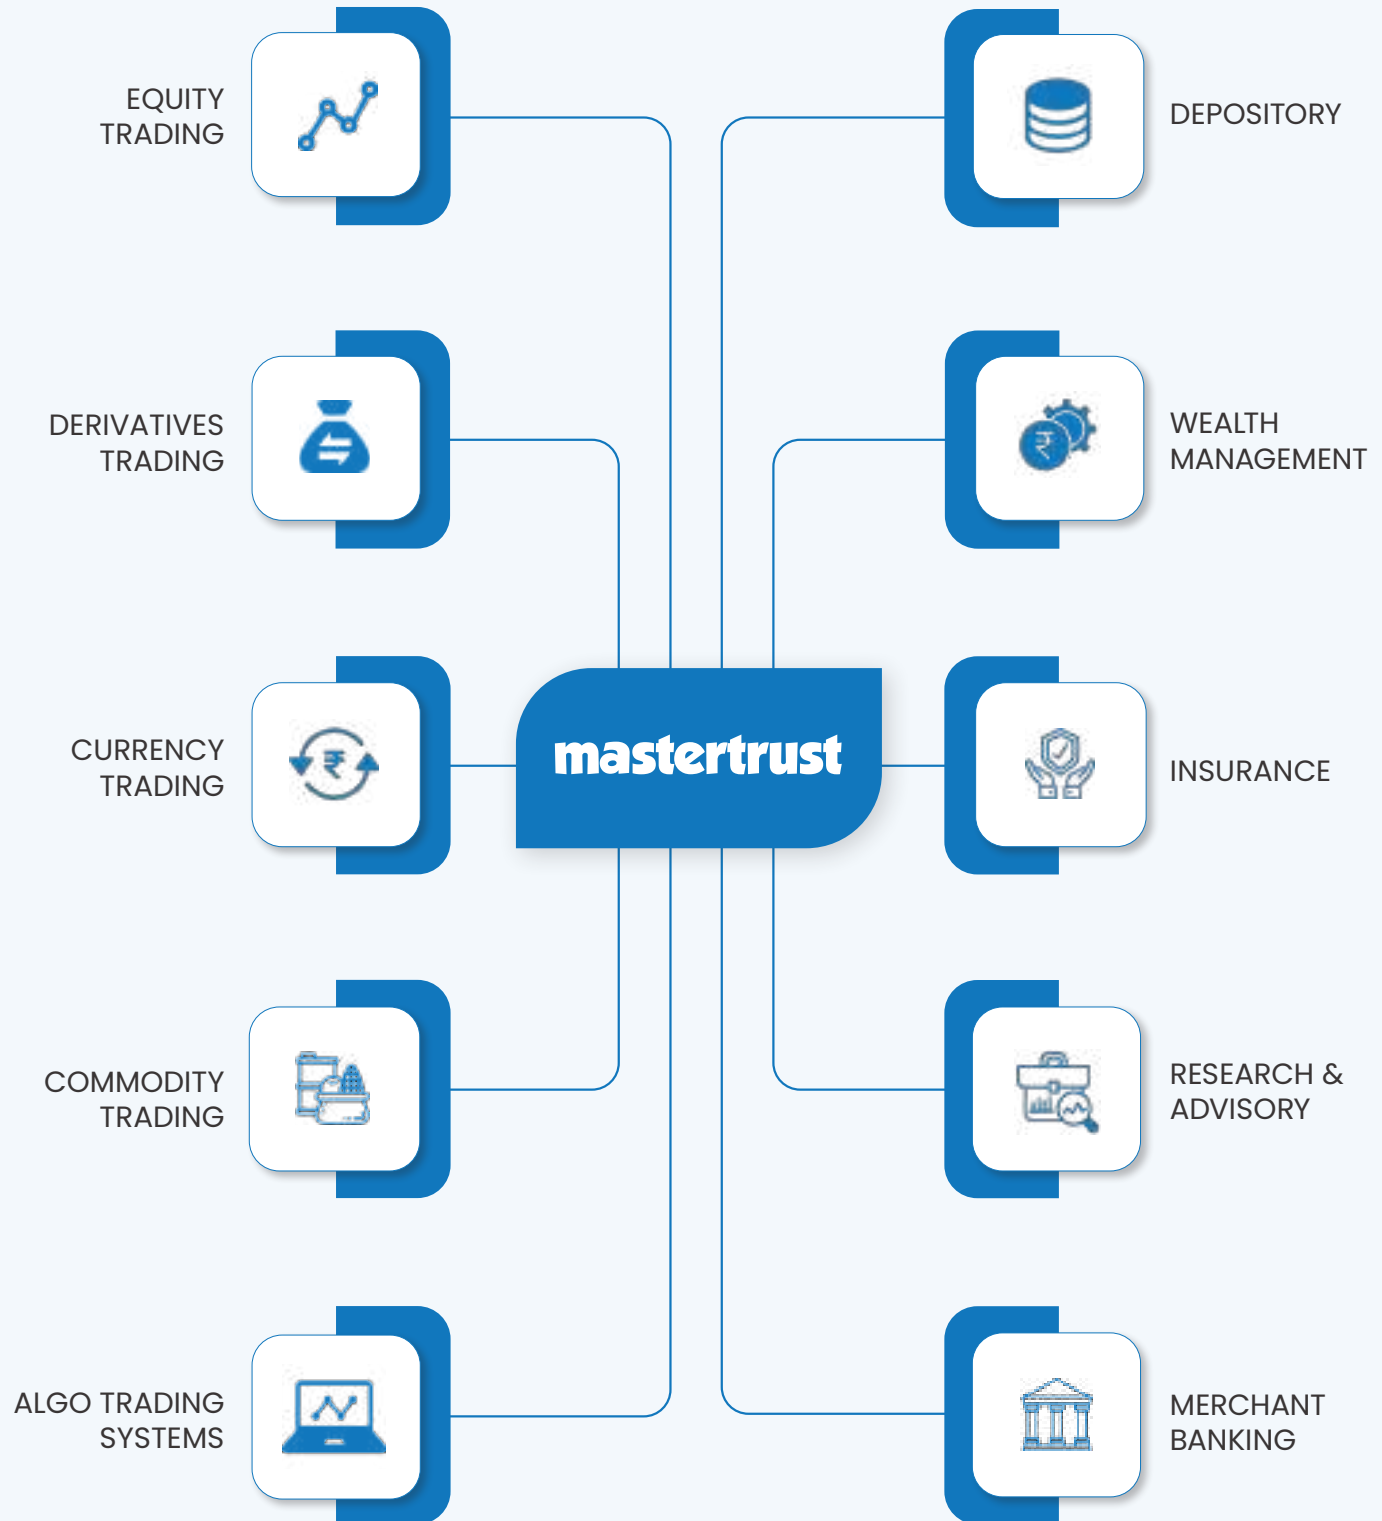 EQUITY
TRADING
DERIVATIVES
TRADING
CURRENCY
TRADING
COMMODITY
TRADING
ALGO TRADING
SYSTEMS
mastertrust
DEPOSITORY
WEALTH
MANAGEMENT
INSURANCE
RESEARCH &
ADVISORY
MERCHANT
BANKING
₹
₹